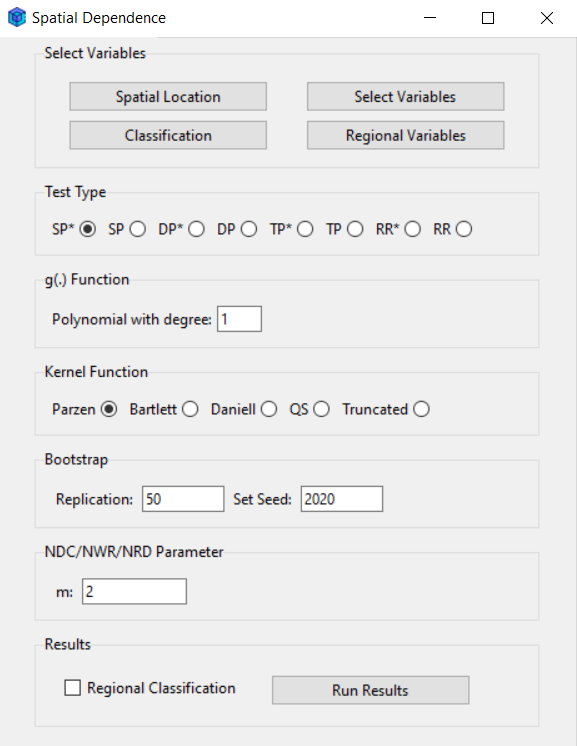 Spatial Dependence
Select Variables
Spatial Location Select Variables
Classification Regional Variables
Test Type
SP* SP DP* DP TP* TP RR* RR
g(.) Function
Polynomial with degree: 1
Kernel Function
Parzen Bartlett Daniell QS Truncated
Bootstrap
Replication: 50 Set Seed: 2020
NDC/NWR/NRD Parameter
m: 2
Results
Regional Classification Run Results